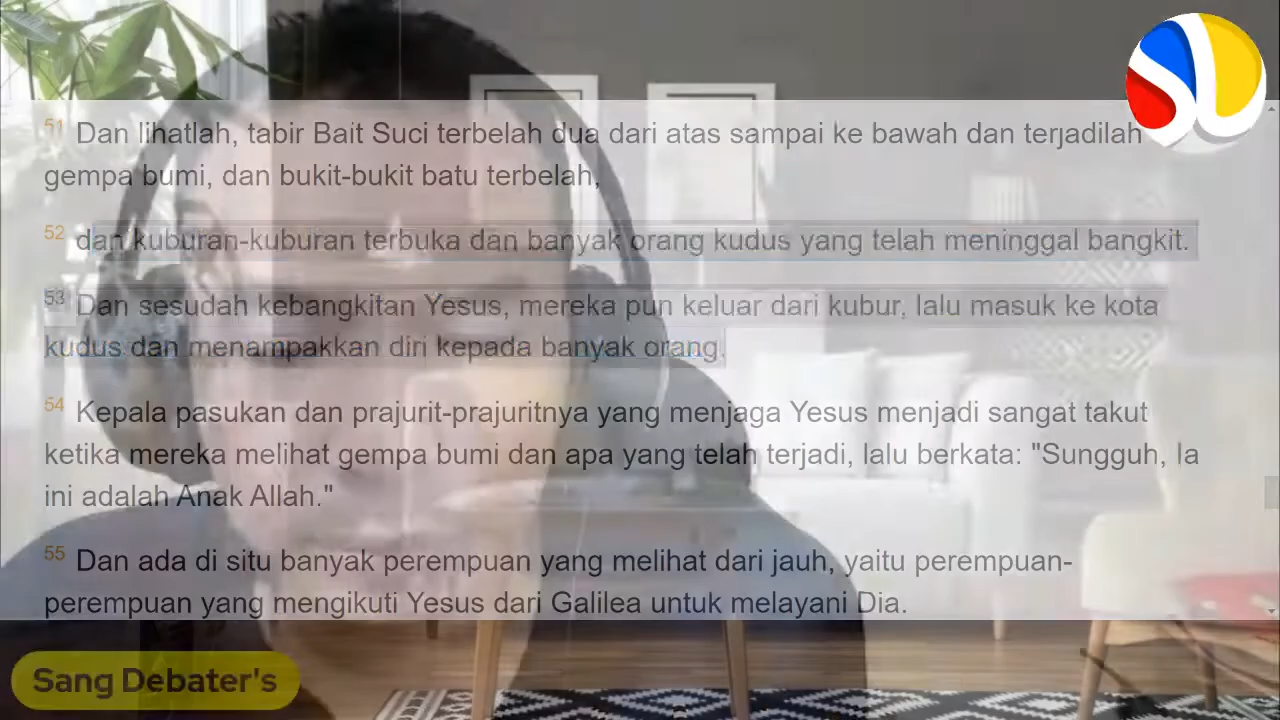 51 Dan lihatlah, tabir Bait Suci terbelah dua dari atas sampai ke bawah dan terjadilah
gempa bumi, dan bukit-bukit batu terbelah,
52 dan kuburan-kuburan terbuka dan banyak orang kudus yang telah meninggal bangkit.
53 Dan sesudah kebangkitan Yesus, mereka pun keluar dari kubur, lalu masuk ke kota
kudus dan menampakkan diri kepada banyak orang.
54 Kepala pasukan dan prajurit-prajuritnya yang menjaga Yesus menjadi sangat takut
ketika mereka melihat gempa bumi dan apa yang telah terjadi, lalu berkata: "Sungguh, Ia
ini adalah Anak Allah."
55 Dan ada di situ banyak perempuan yang melihat dari jauh, yaitu perempuan-
perempuan yang mengikuti Yesus dari Galilea untuk melayani Dia.
Sang Debater's